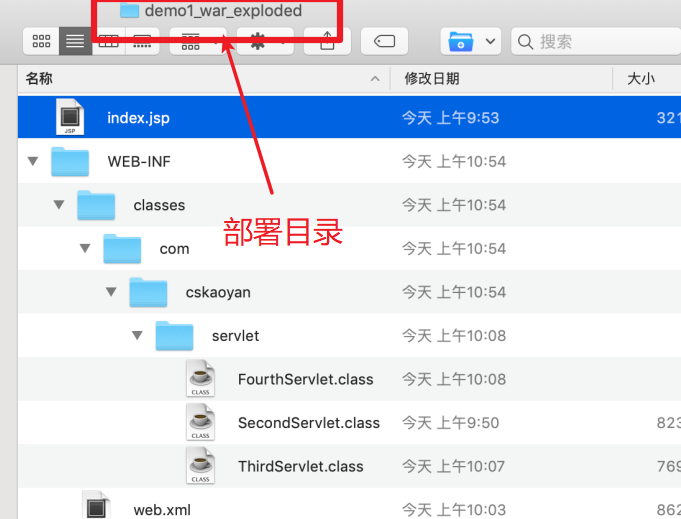 demo1_war_exploded
搜索
名称 修改日期 大小
JSP index.jsp 今天 上午9:53 321
WEB-INF 今天 上午10:54
classes 今天 上午10:54
com 今天 上午10:54
cskaoyan 今天 上午10:54
servlet 今天 上午10:08
CLASS FourthServlet.class 今天 上午10:08
CLASS SecondServlet.class 今天 上午9:50 823
CLASS ThirdServlet.class 今天 上午10:07 769
web.xml 今天 上午10:03 862
部署目录